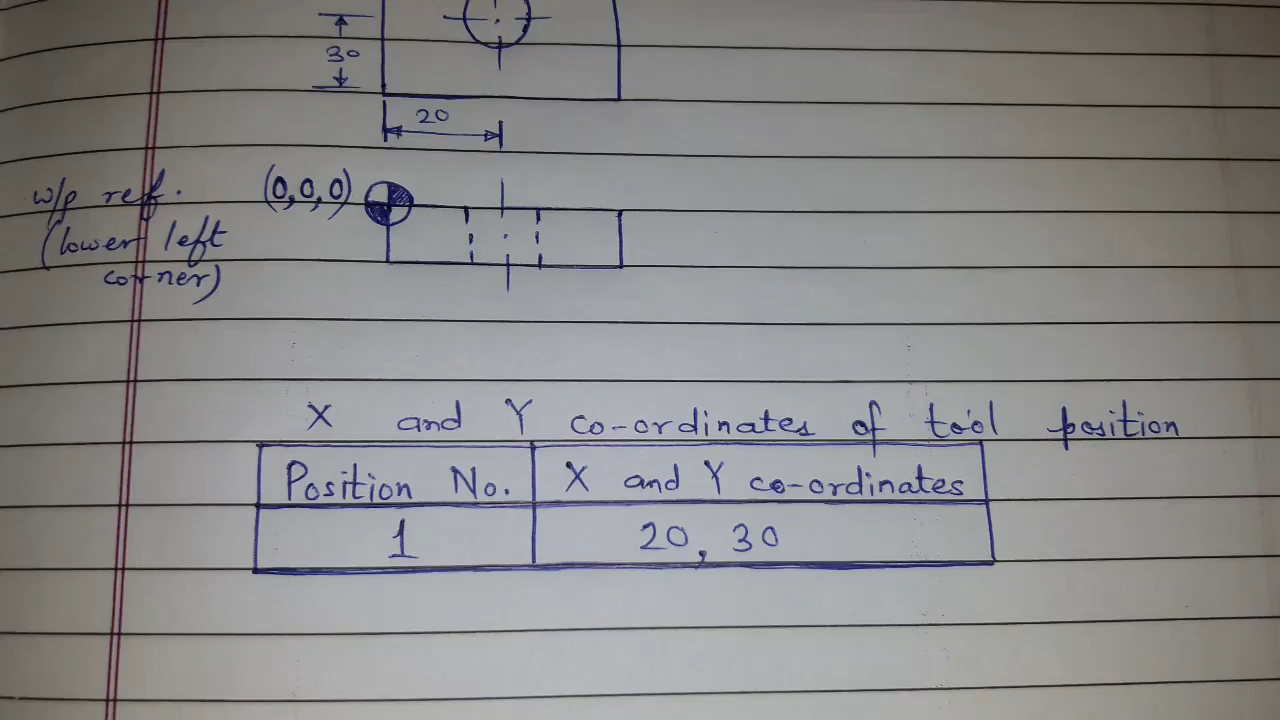 30
20
w/p ref. (0,0,0)
(lower left
corner)
X and Y co-ordinates of tool position
Position No. X and Y co-ordinates
1 20, 30